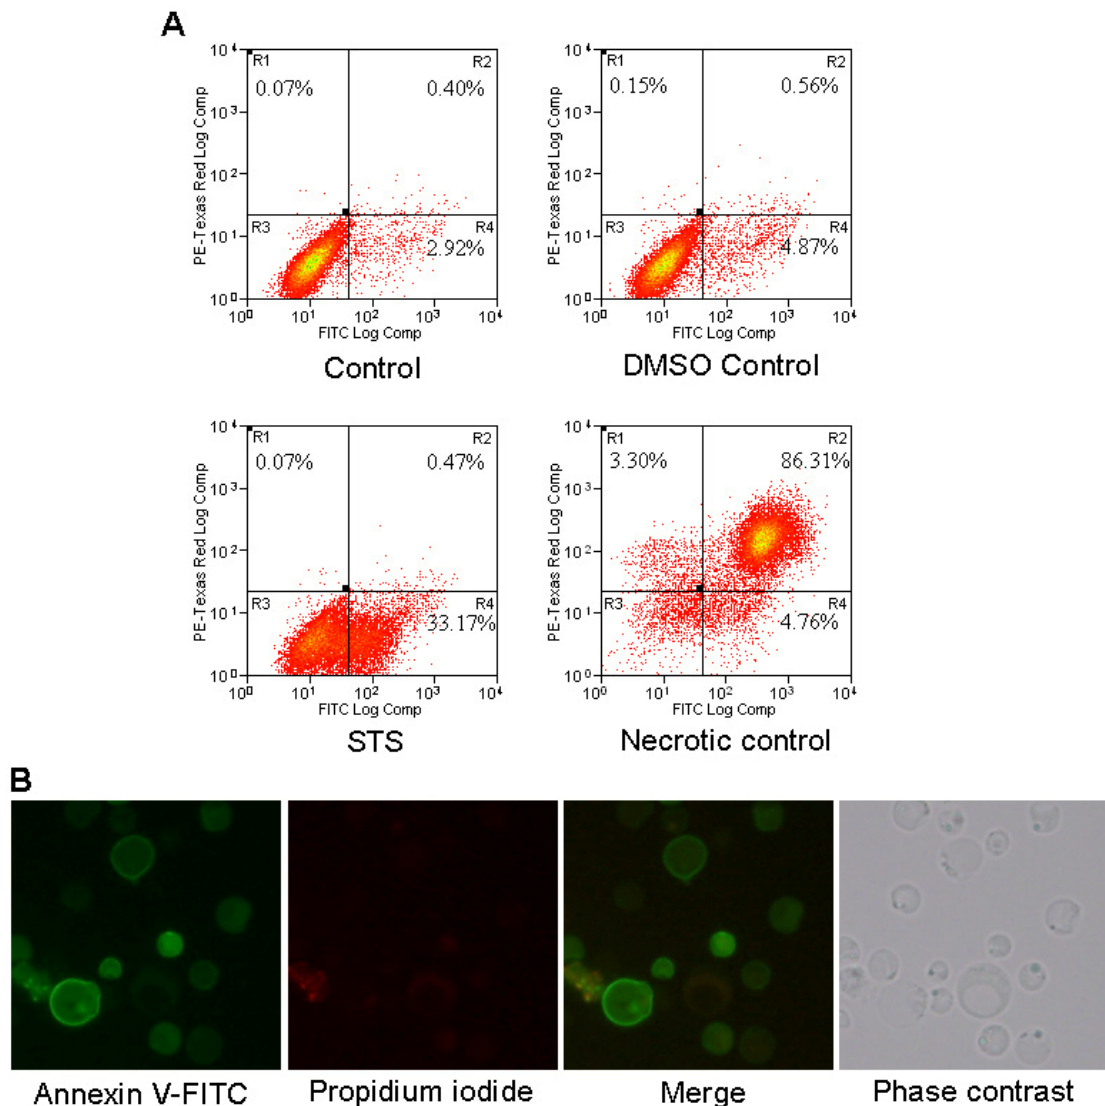 A
10⁴ R1 R2
0.07% 0.40%
10³
10²
R3 R4
10¹ 2.92%
10⁰
10⁰ 10¹ 10² 10³ 10⁴
PE-Texas Red Log Comp
FITC Log Comp
Control
10⁴ R1 R2
0.15% 0.56%
10³
10²
R3 R4
10¹ 4.87%
10⁰
10⁰ 10¹ 10² 10³ 10⁴
PE-Texas Red Log Comp
FITC Log Comp
DMSO Control
10⁴ R1 R2
0.07% 0.47%
10³
10²
R3 R4
10¹ 33.17%
10⁰
10⁰ 10¹ 10² 10³ 10⁴
PE-Texas Red Log Comp
FITC Log Comp
STS
10⁴ R1 R2
3.30% 86.31%
10³
10²
R3 R4
10¹ 4.76%
10⁰
10⁰ 10¹ 10² 10³ 10⁴
PE-Texas Red Log Comp
FITC Log Comp
Necrotic control
B
Annexin V-FITC Propidium iodide Merge Phase contrast